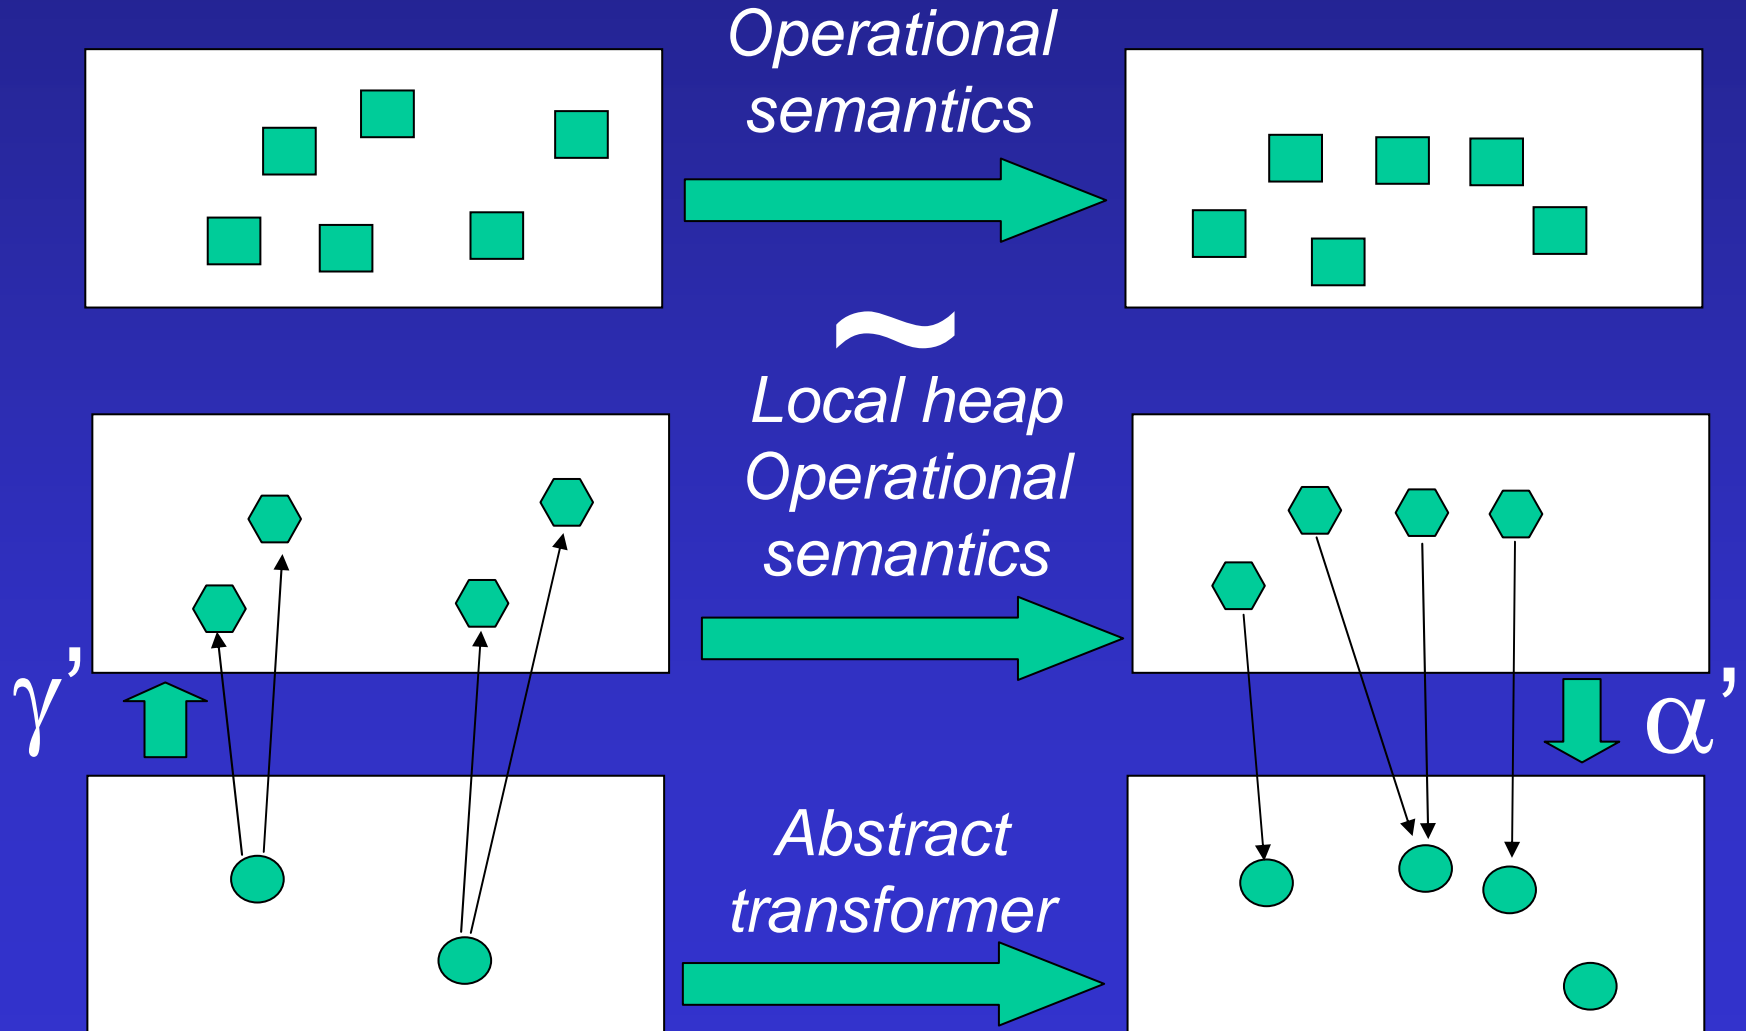 Operational
semantics
~
Local heap
Operational
semantics
γ’
α’
Abstract
transformer